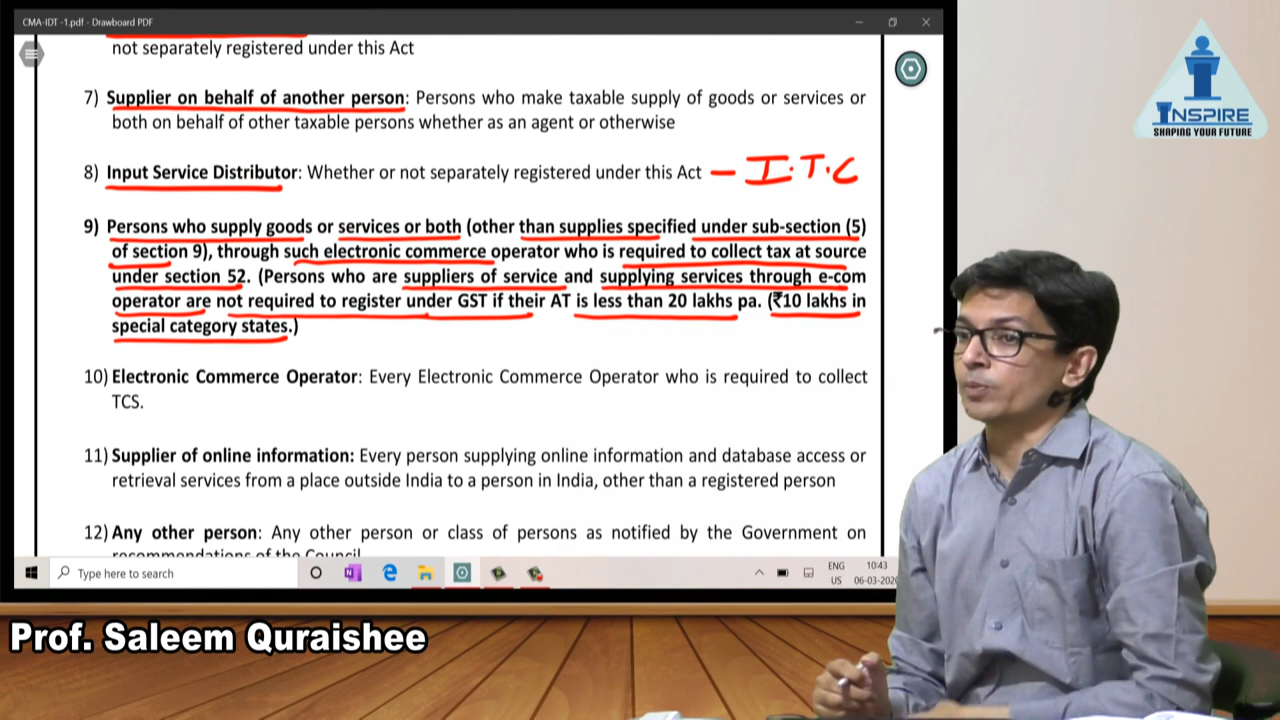 CMA-IDT -1.pdf - Drawboard PDF
not separately registered under this Act
7) Supplier on behalf of another person: Persons who make taxable supply of goods or services or
both on behalf of other taxable persons whether as an agent or otherwise
8) Input Service Distributor: Whether or not separately registered under this Act – I.T.C
9) Persons who supply goods or services or both (other than supplies specified under sub-section (5)
of section 9), through such electronic commerce operator who is required to collect tax at source
under section 52. (Persons who are suppliers of service and supplying services through e-com
operator are not required to register under GST if their AT is less than 20 lakhs pa. (₹10 lakhs in
special category states.)
10) Electronic Commerce Operator: Every Electronic Commerce Operator who is required to collect
TCS.
11) Supplier of online information: Every person supplying online information and database access or
retrieval services from a place outside India to a person in India, other than a registered person
12) Any other person: Any other person or class of persons as notified by the Government on
recommendations of the Council
Type here to search
ENG
US
10:43
06-03-202
INSPIRE
SHAPING YOUR FUTURE
Prof. Saleem Quraishee